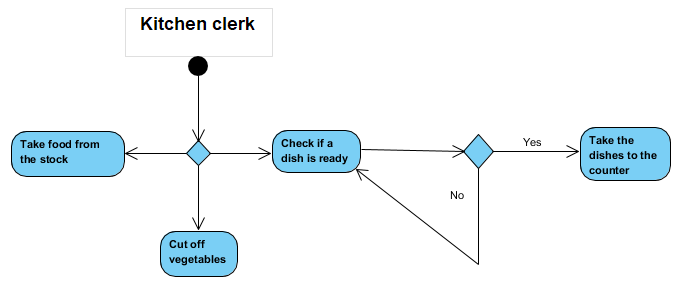 Kitchen clerk
Take food from
the stock
Check if a
dish is ready
Yes
Take the
dishes to the
counter
No
Cut off
vegetables